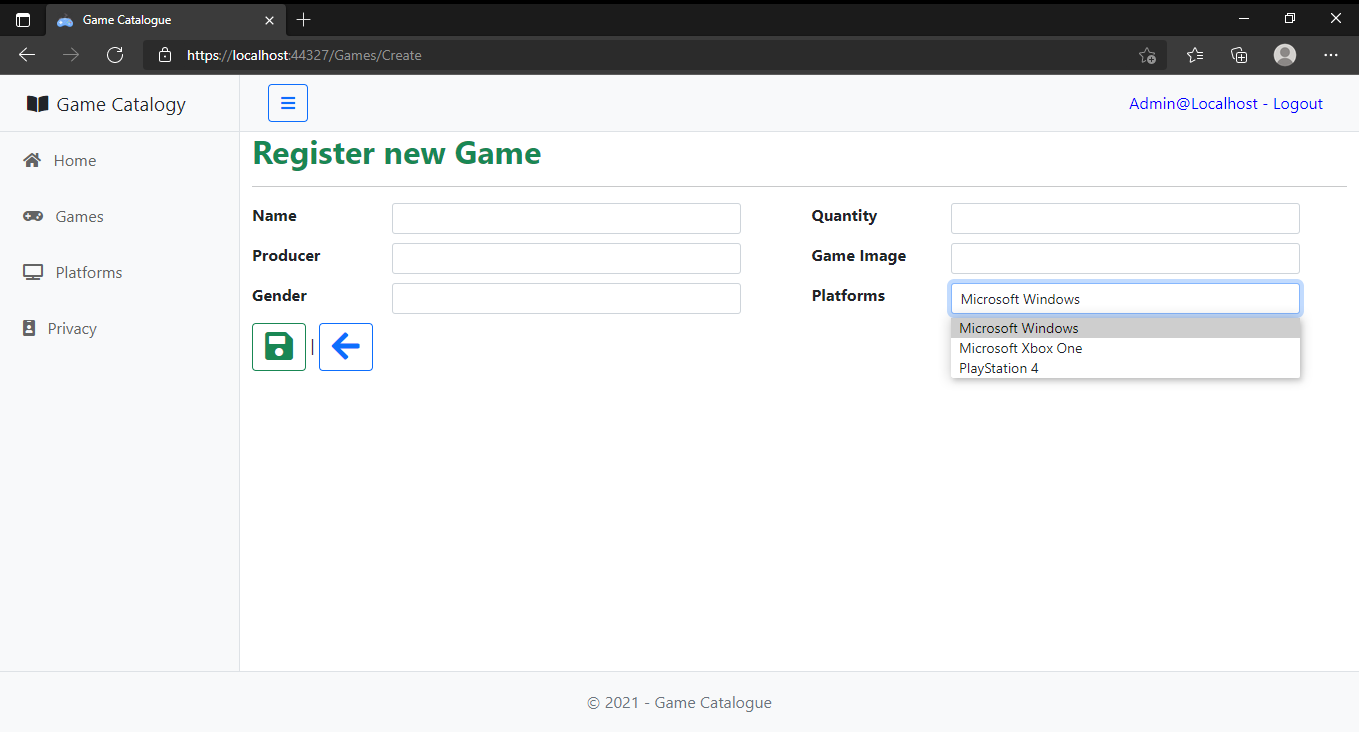 Game Catalogue
https://localhost:44327/Games/Create
Game Catalogy
Admin@Localhost - Logout
Home
Games
Platforms
Privacy
Register new Game
Name
Quantity
Producer
Game Image
Gender
Platforms
Microsoft Windows
Microsoft Windows
Microsoft Xbox One
PlayStation 4
|
© 2021 - Game Catalogue